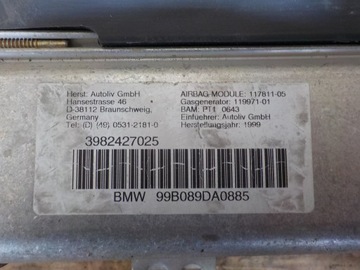 Herst: Autoliv GmbH
Hansestrasse 46
D-38112 Braunschweig,
Germany
Tel: (D) (49) 0531-2181-0
AIRBAG MODULE: 117811-05
Gasgenerator: 119971-01
BAM: PT1 0643
Einfuehrer: Autoliv GmbH
Herstellungsjahr: 1999
3982427025
BMW 99B089DA0885